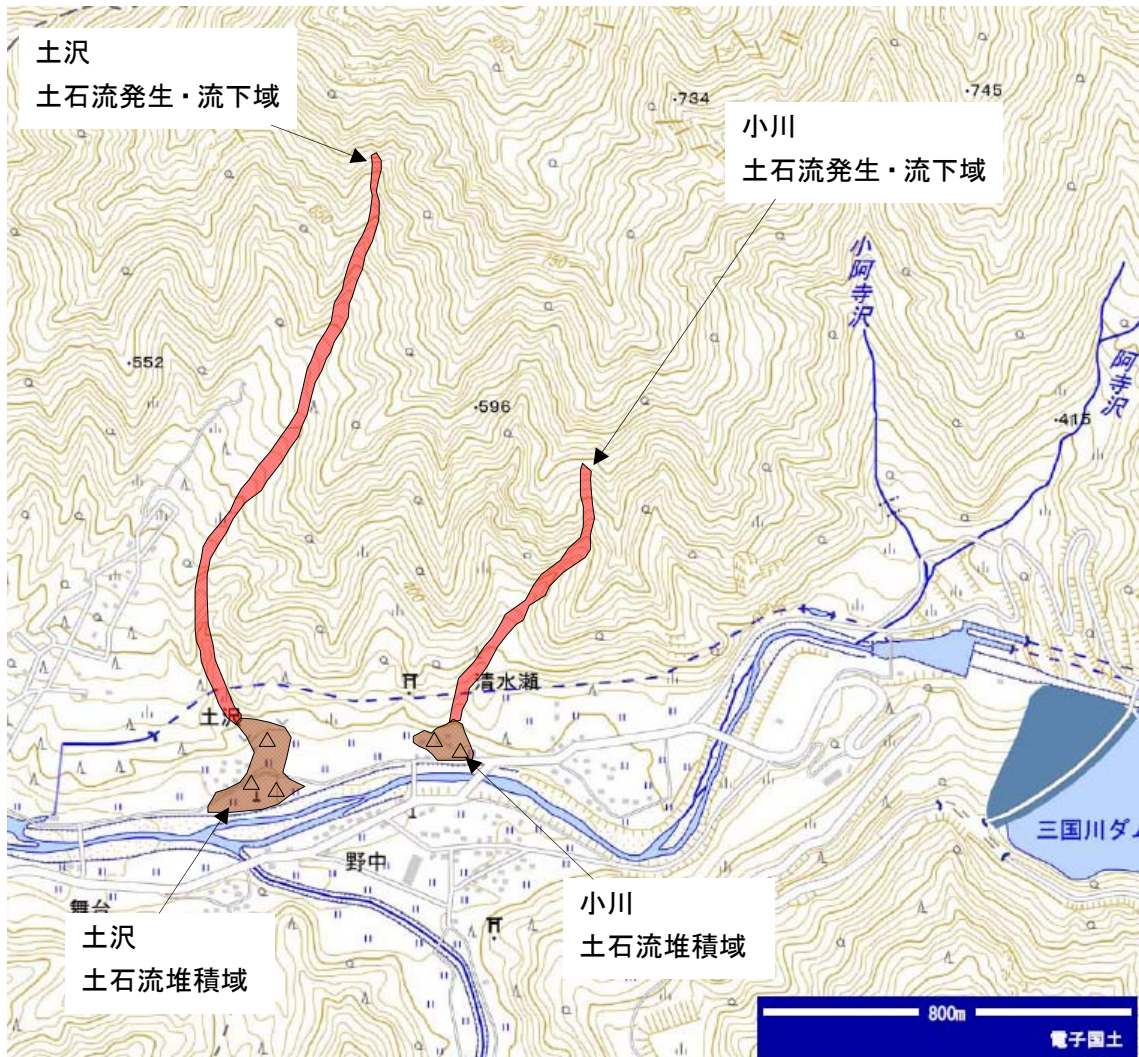 土沢
土石流発生・流下域
・734
・745
小川
土石流発生・流下域
小阿寺沢
阿寺沢
・552
・596
・415
750
清水瀬
土沢
三国川ダム
野中
舞台
土沢
土石流堆積域
小川
土石流堆積域
800m
電子国土